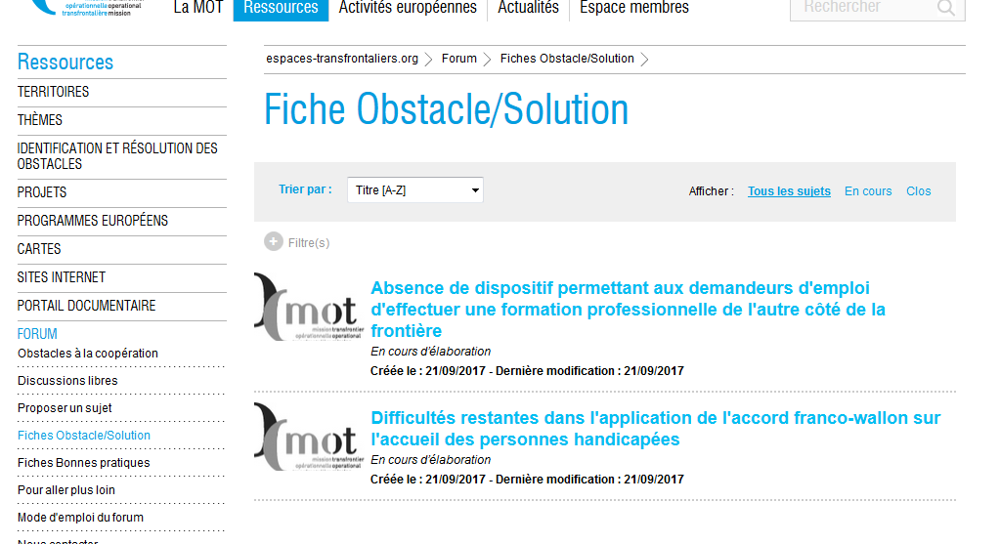 opérationnelle operational
transfrontalière mission
La MOT
Ressources
Activités européennes
Actualités
Espace membres
Rechercher
Ressources
TERRITOIRES
THÈMES
IDENTIFICATION ET RÉSOLUTION DES
OBSTACLES
PROJETS
PROGRAMMES EUROPÉENS
CARTES
SITES INTERNET
PORTAIL DOCUMENTAIRE
FORUM
Obstacles à la coopération
Discussions libres
Proposer un sujet
Fiches Obstacle/Solution
Fiches Bonnes pratiques
Pour aller plus loin
Mode d'emploi du forum
Nous contacter
espaces-transfrontaliers.org
Forum
Fiches Obstacle/Solution
Fiche Obstacle/Solution
Trier par :
Titre [A-Z]
Afficher :
Tous les sujets
En cours
Clos
Filtre(s)
mot
mission transfrontier
opérationnelle operational
Absence de dispositif permettant aux demandeurs d'emploi
d'effectuer une formation professionnelle de l'autre côté de la
frontière
En cours d'élaboration
Créée le : 21/09/2017 - Dernière modification : 21/09/2017
mot
mission transfrontier
opérationnelle operational
Difficultés restantes dans l'application de l'accord franco-wallon sur
l'accueil des personnes handicapées
En cours d'élaboration
Créée le : 21/09/2017 - Dernière modification : 21/09/2017